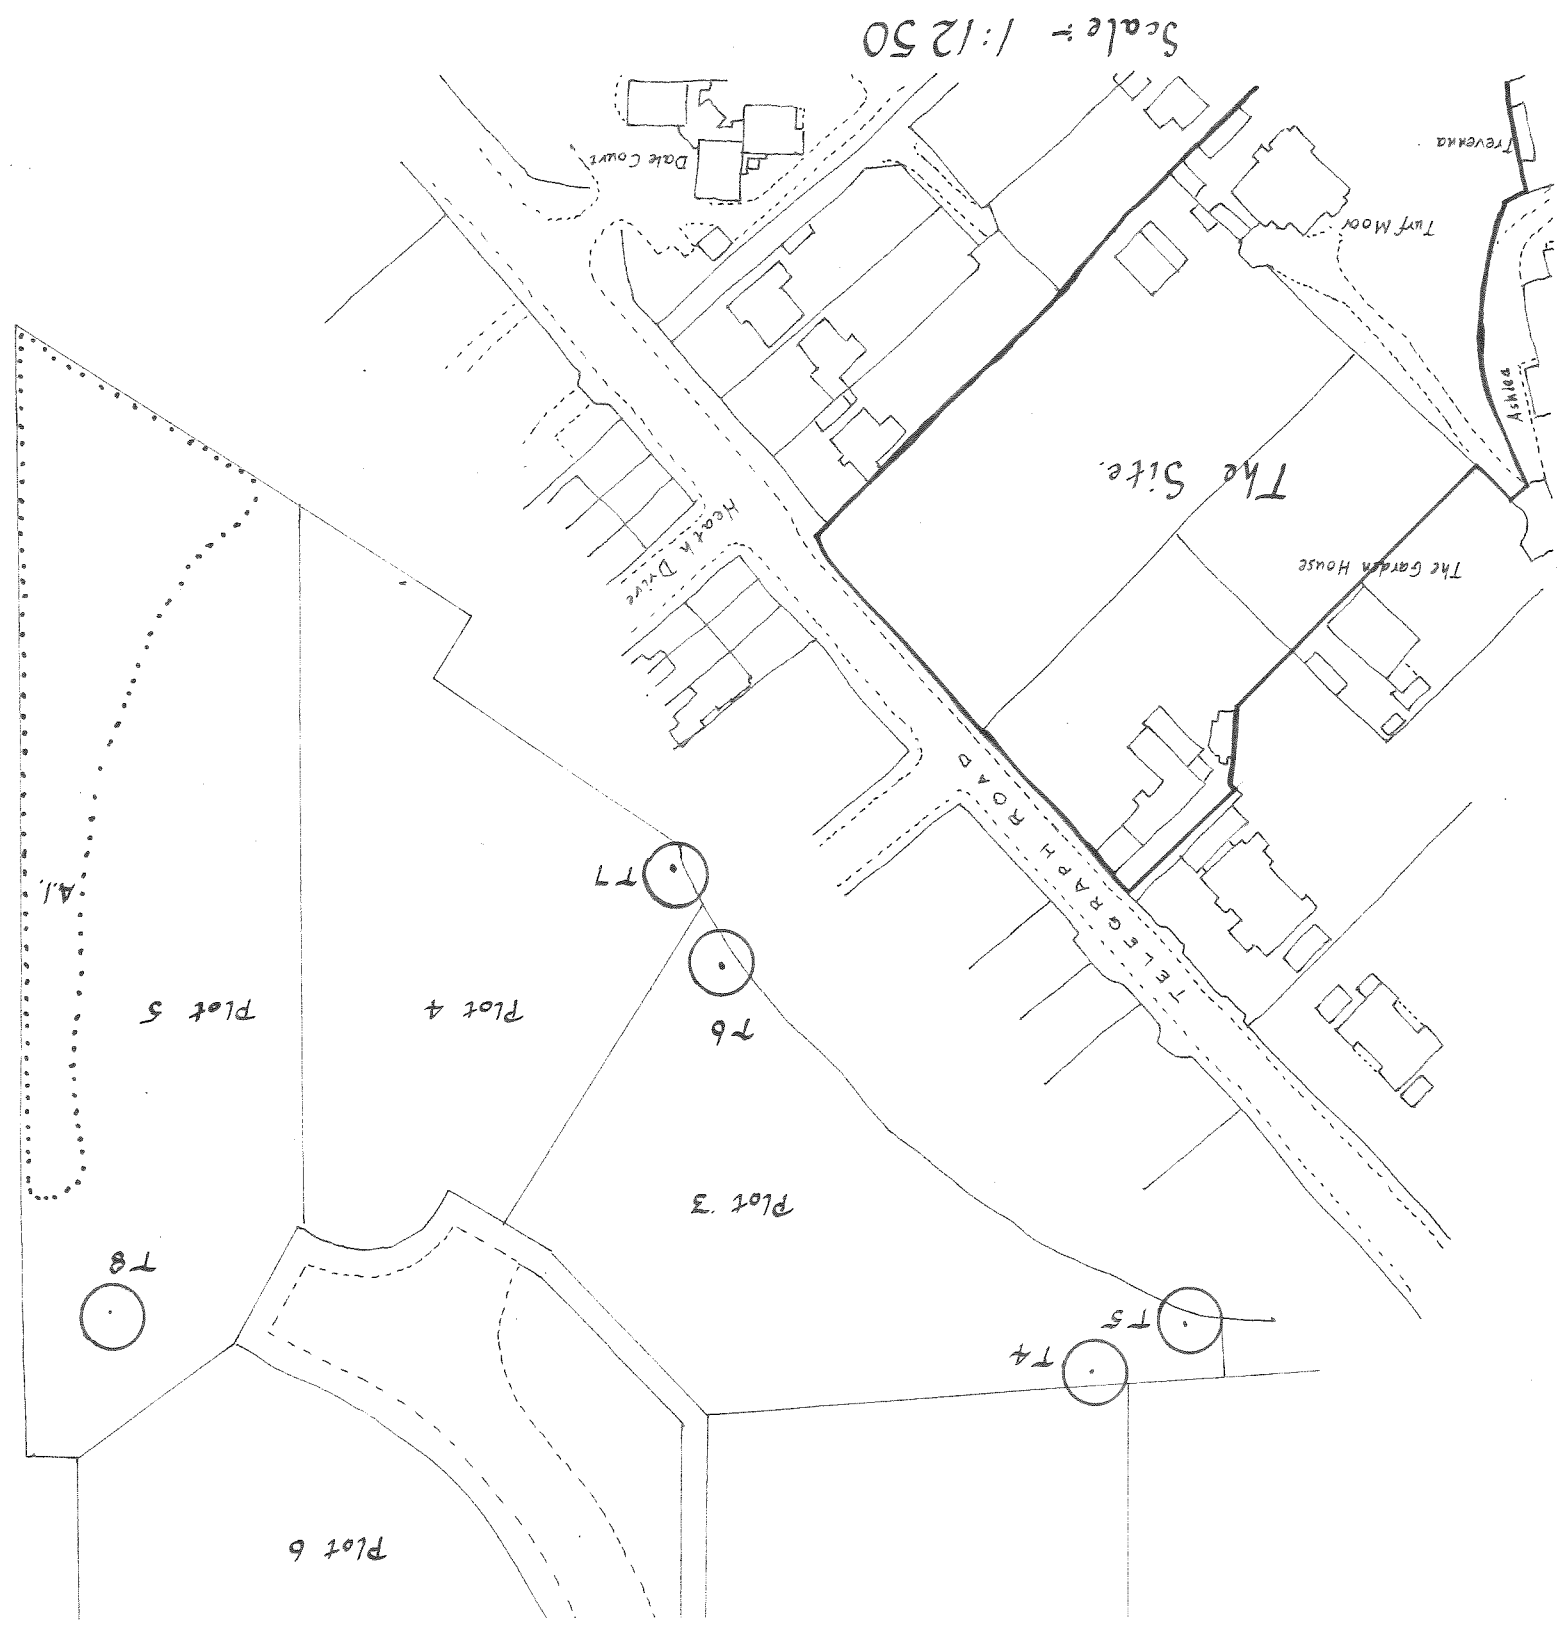 Plot 6
T4
T5
T8
Plot 3
T6
Plot 4
Plot 5
T7
A.1.
TELEGRAPH ROAD
The Garden House
Heath Drive
The Site.
Ashlea
Turf Moor
Dale Court
Trevenna
Scale = 1:1250